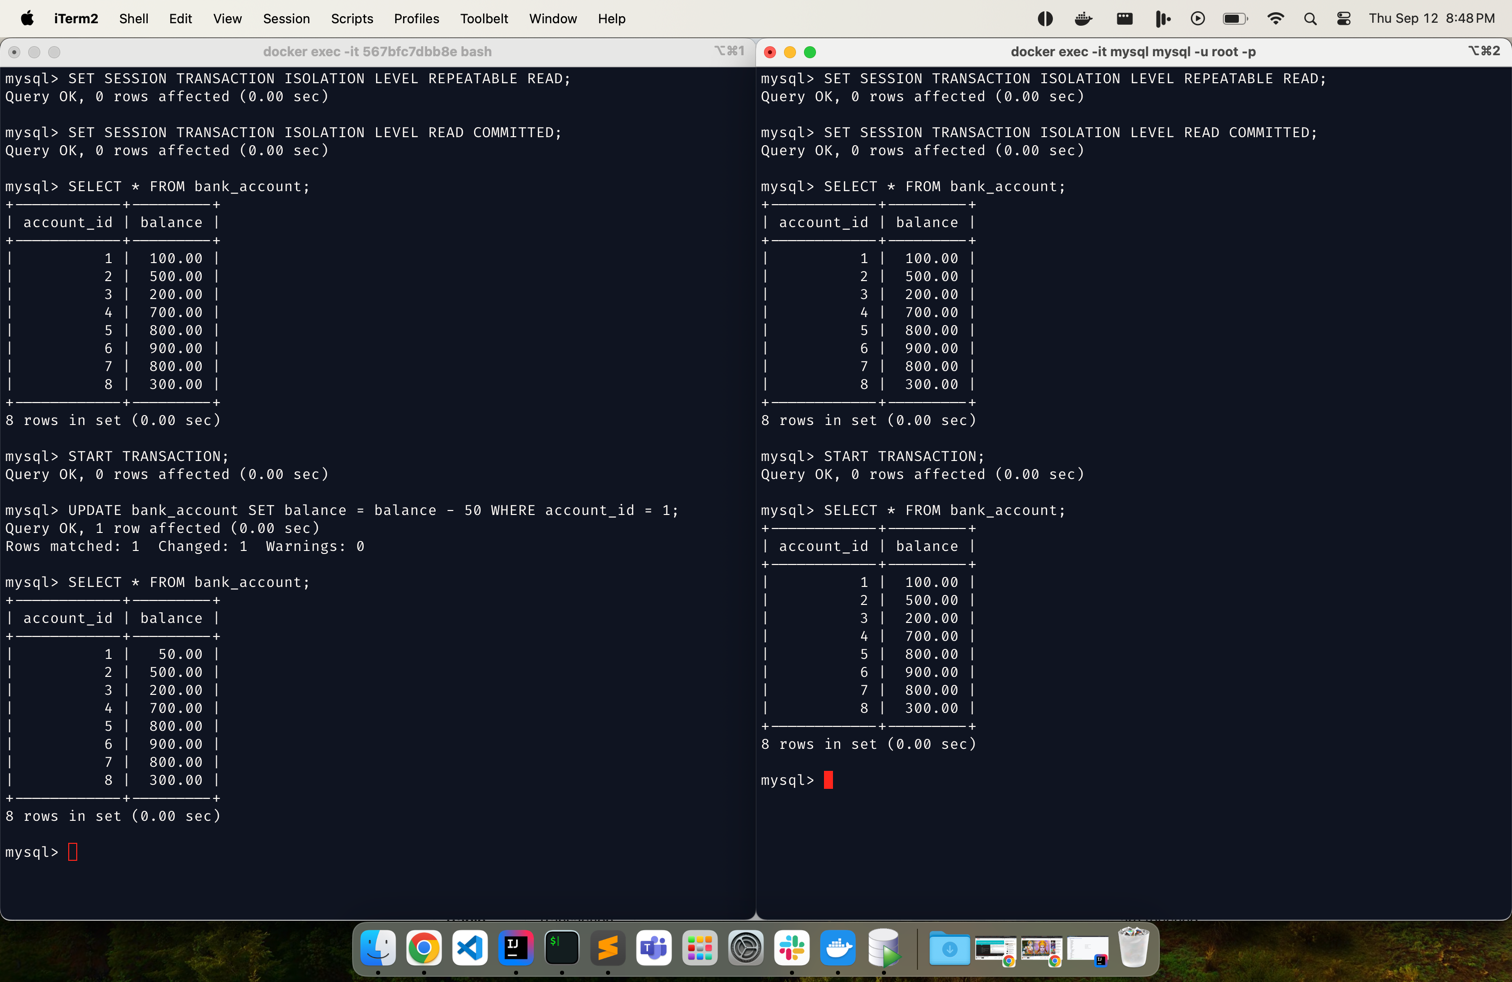 iTerm2 Shell Edit View Session Scripts Profiles Toolbelt Window Help Thu Sep 12 8:48 PM
docker exec -it 567bfc7dbb8e bash ⌥⌘1
mysql> SET SESSION TRANSACTION ISOLATION LEVEL REPEATABLE READ;
Query OK, 0 rows affected (0.00 sec)
mysql> SET SESSION TRANSACTION ISOLATION LEVEL READ COMMITTED;
Query OK, 0 rows affected (0.00 sec)
mysql> SELECT * FROM bank_account;
+------------+---------+
| account_id | balance |
+------------+---------+
|          1 |  100.00 |
|          2 |  500.00 |
|          3 |  200.00 |
|          4 |  700.00 |
|          5 |  800.00 |
|          6 |  900.00 |
|          7 |  800.00 |
|          8 |  300.00 |
+------------+---------+
8 rows in set (0.00 sec)
mysql> START TRANSACTION;
Query OK, 0 rows affected (0.00 sec)
mysql> UPDATE bank_account SET balance = balance - 50 WHERE account_id = 1;
Query OK, 1 row affected (0.00 sec)
Rows matched: 1  Changed: 1  Warnings: 0
mysql> SELECT * FROM bank_account;
+------------+---------+
| account_id | balance |
+------------+---------+
|          1 |   50.00 |
|          2 |  500.00 |
|          3 |  200.00 |
|          4 |  700.00 |
|          5 |  800.00 |
|          6 |  900.00 |
|          7 |  800.00 |
|          8 |  300.00 |
+------------+---------+
8 rows in set (0.00 sec)
mysql>
docker exec -it mysql mysql -u root -p ⌥⌘2
mysql> SET SESSION TRANSACTION ISOLATION LEVEL REPEATABLE READ;
Query OK, 0 rows affected (0.00 sec)
mysql> SET SESSION TRANSACTION ISOLATION LEVEL READ COMMITTED;
Query OK, 0 rows affected (0.00 sec)
mysql> SELECT * FROM bank_account;
+------------+---------+
| account_id | balance |
+------------+---------+
|          1 |  100.00 |
|          2 |  500.00 |
|          3 |  200.00 |
|          4 |  700.00 |
|          5 |  800.00 |
|          6 |  900.00 |
|          7 |  800.00 |
|          8 |  300.00 |
+------------+---------+
8 rows in set (0.00 sec)
mysql> START TRANSACTION;
Query OK, 0 rows affected (0.00 sec)
mysql> SELECT * FROM bank_account;
+------------+---------+
| account_id | balance |
+------------+---------+
|          1 |  100.00 |
|          2 |  500.00 |
|          3 |  200.00 |
|          4 |  700.00 |
|          5 |  800.00 |
|          6 |  900.00 |
|          7 |  800.00 |
|          8 |  300.00 |
+------------+---------+
8 rows in set (0.00 sec)
mysql>
IJ
$